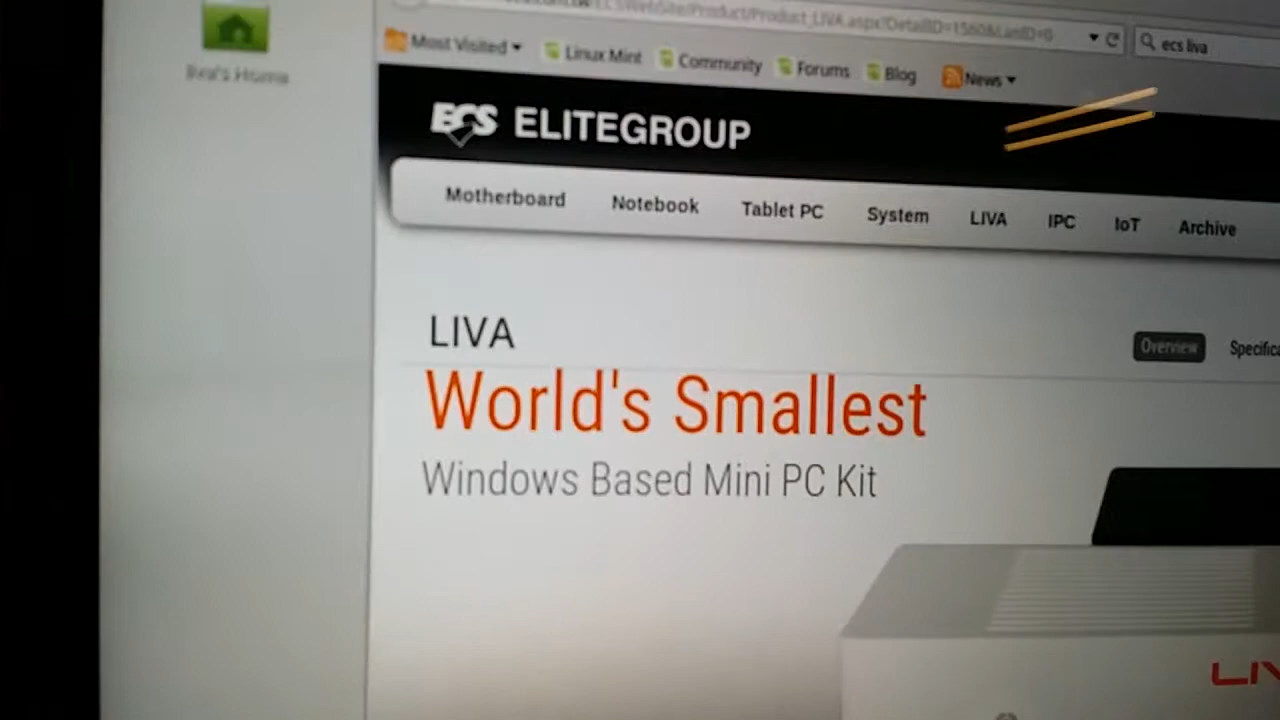 ecs liva
Most Visited
Linux Mint
Community
Forums
Blog
News
ECS ELITEGROUP
Motherboard Notebook Tablet PC System LIVA IPC IoT Archive
LIVA
Overview
World's Smallest
Windows Based Mini PC Kit